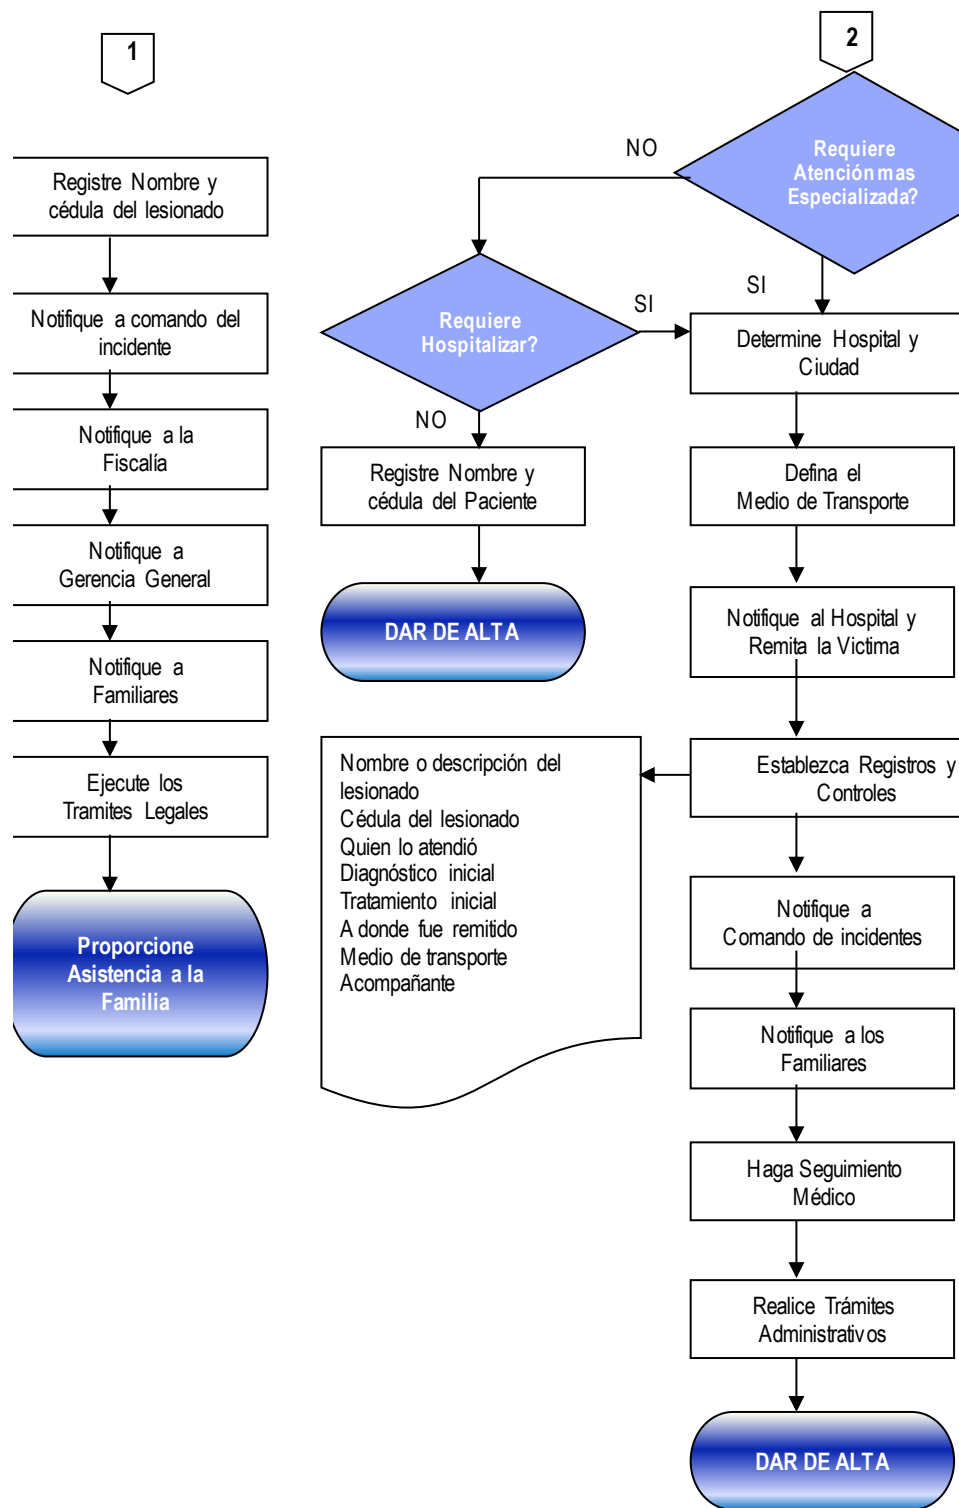 1
Registre Nombre y
cédula del lesionado
Notifique a comando del
incidente
Notifique a la
Fiscalía
Notifique a
Gerencia General
Notifique a
Familiares
Ejecute los
Tramites Legales
Proporcione
Asistencia a la
Familia
2
Requiere
Atención mas
Especializada?
NO
SI
Requiere
Hospitalizar?
SI
NO
Registre Nombre y
cédula del Paciente
DAR DE ALTA
Determine Hospital y
Ciudad
Defina el
Medio de Transporte
Notifique al Hospital y
Remita la Victima
Establezca Registros y
Controles
Nombre o descripción del
lesionado
Cédula del lesionado
Quien lo atendió
Diagnóstico inicial
Tratamiento inicial
A donde fue remitido
Medio de transporte
Acompañante
Notifique a
Comando de incidentes
Notifique a los
Familiares
Haga Seguimiento
Médico
Realice Trámites
Administrativos
DAR DE ALTA